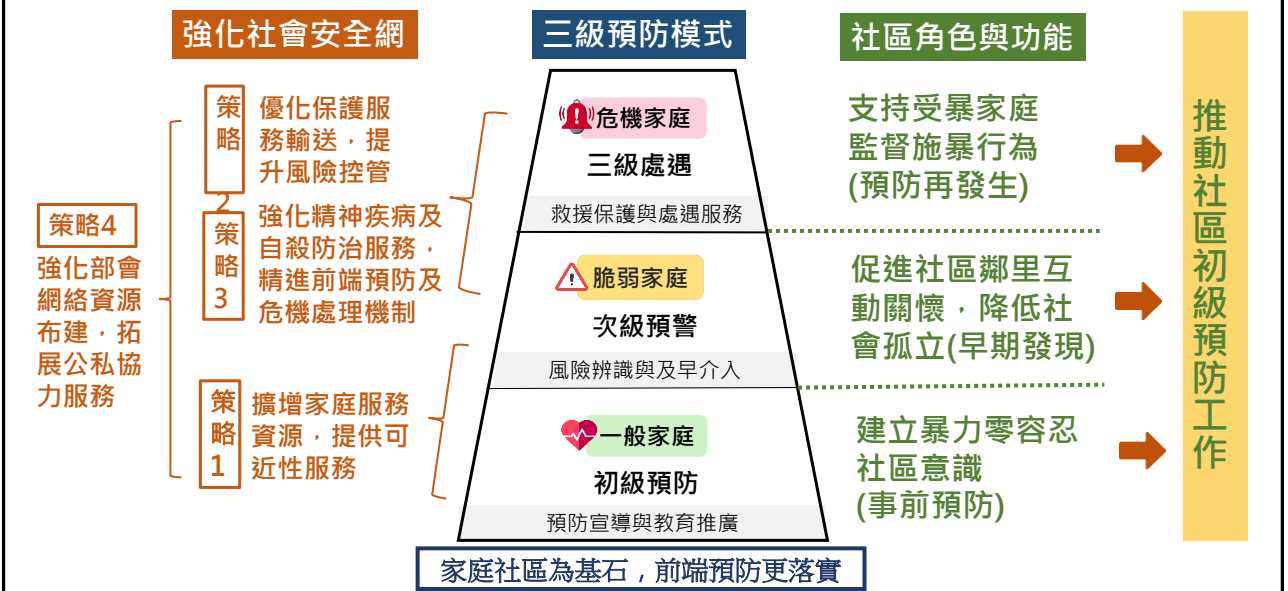 強化社會安全網
三級預防模式
社區角色與功能
策略4
強化部會
網絡資源
布建，拓
展公私協
力服務
策
略
2
優化保護服
務輸送，提
升風險控管
策
略
3
強化精神疾病及
自殺防治服務，
精進前端預防及
危機處理機制
策
略
1
擴增家庭服務
資源，提供可
近性服務
危機家庭
三級處遇
救援保護與處遇服務
脆弱家庭
次級預警
風險辨識與及早介入
一般家庭
初級預防
預防宣導與教育推廣
支持受暴家庭
監督施暴行為
(預防再發生)
促進社區鄰里互
動關懷，降低社
會孤立(早期發現)
建立暴力零容忍
社區意識
(事前預防)
推動社區初級預防工作
家庭社區為基石，前端預防更落實